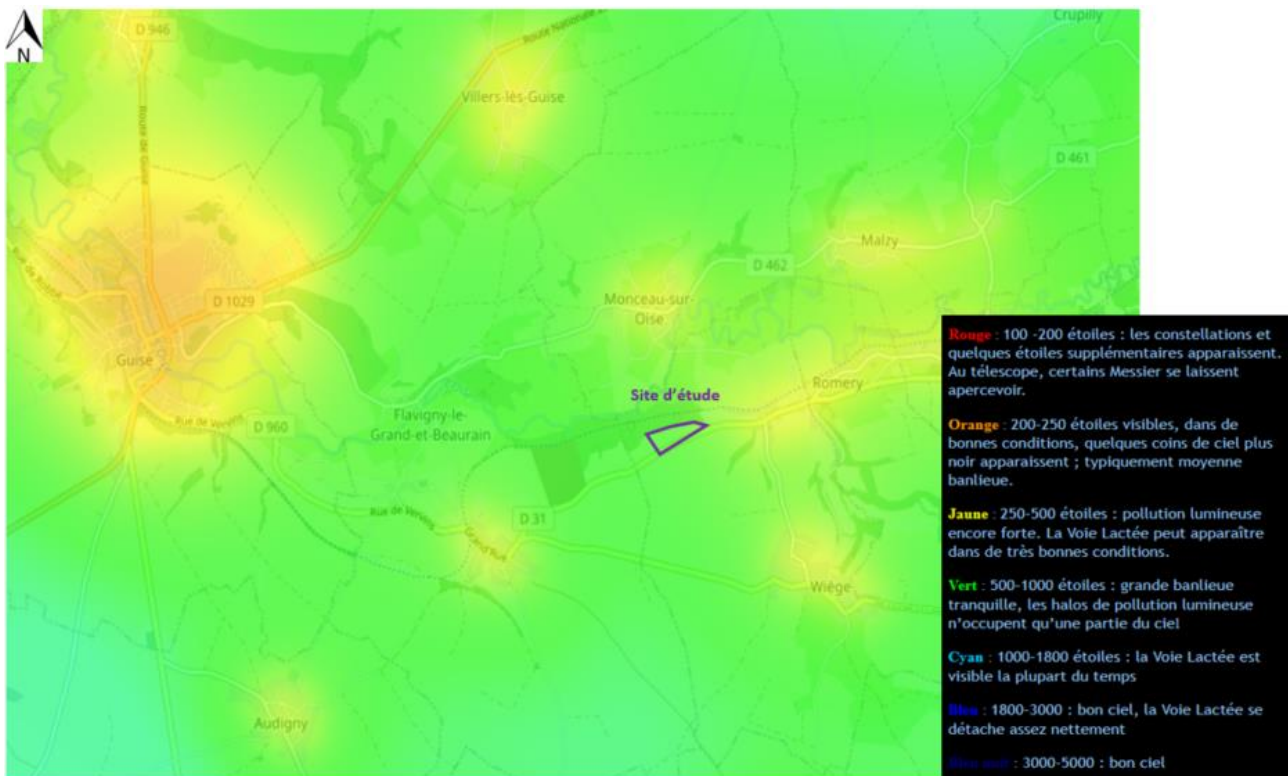 N
D 946
Route de Guise
Route Nationale
Crupilly
Villers-lès-Guise
D 461
Malzy
D 462
Monceau-sur-
Oise
D 1029
Guise
Romery
Site d'étude
Flavigny-le-
Grand-et-Beaurain
Rue de Vervins
D 960
Rue de Vervins
D 31
Grand'Rue
Wiège
Audigny
Rouge : 100 -200 étoiles : les constellations et
quelques étoiles supplémentaires apparaissent.
Au télescope, certains Messier se laissent
apercevoir.
Orange : 200-250 étoiles visibles, dans de
bonnes conditions, quelques coins de ciel plus
noir apparaissent ; typiquement moyenne
banlieue.
Jaune : 250-500 étoiles : pollution lumineuse
encore forte. La Voie Lactée peut apparaître
dans de très bonnes conditions.
Vert : 500-1000 étoiles : grande banlieue
tranquille, les halos de pollution lumineuse
n'occupent qu'une partie du ciel
Cyan : 1000-1800 étoiles : la Voie Lactée est
visible la plupart du temps
Bleu : 1800-3000 : bon ciel, la Voie Lactée se
détache assez nettement
Bleu nuit : 3000-5000 : bon ciel